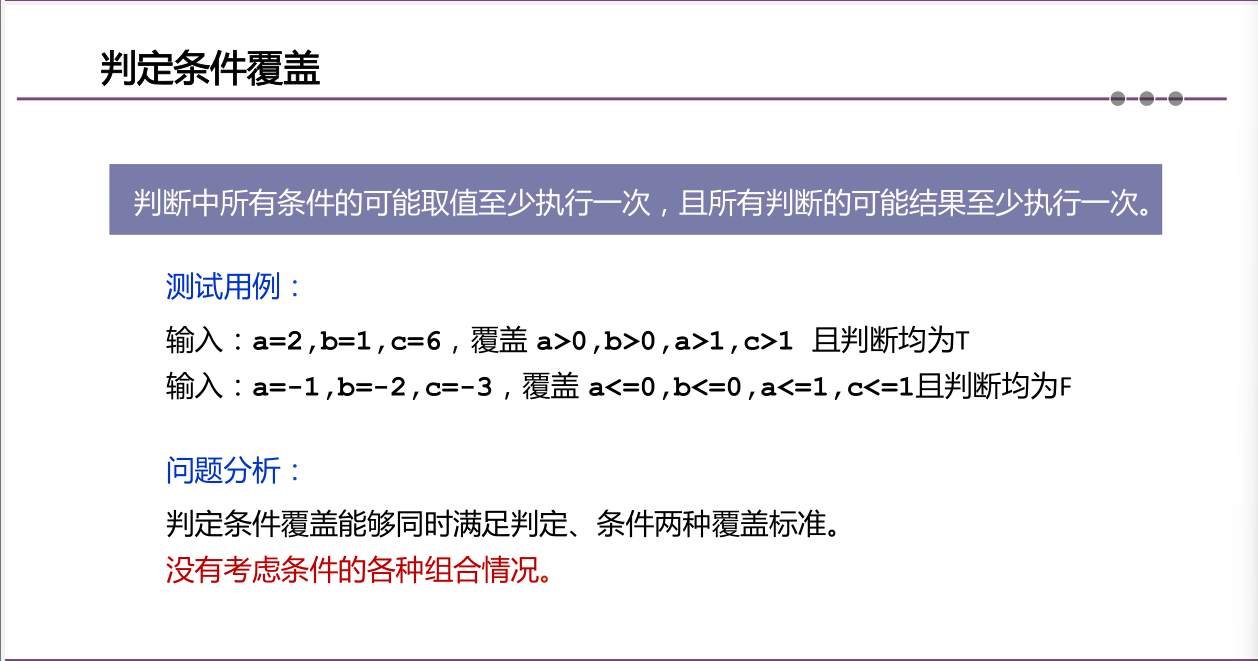 判定条件覆盖
判断中所有条件的可能取值至少执行一次，且所有判断的可能结果至少执行一次。
测试用例：
输入：a=2,b=1,c=6，覆盖 a>0,b>0,a>1,c>1 且判断均为T
输入：a=-1,b=-2,c=-3，覆盖 a<=0,b<=0,a<=1,c<=1且判断均为F
问题分析：
判定条件覆盖能够同时满足判定、条件两种覆盖标准。
没有考虑条件的各种组合情况。